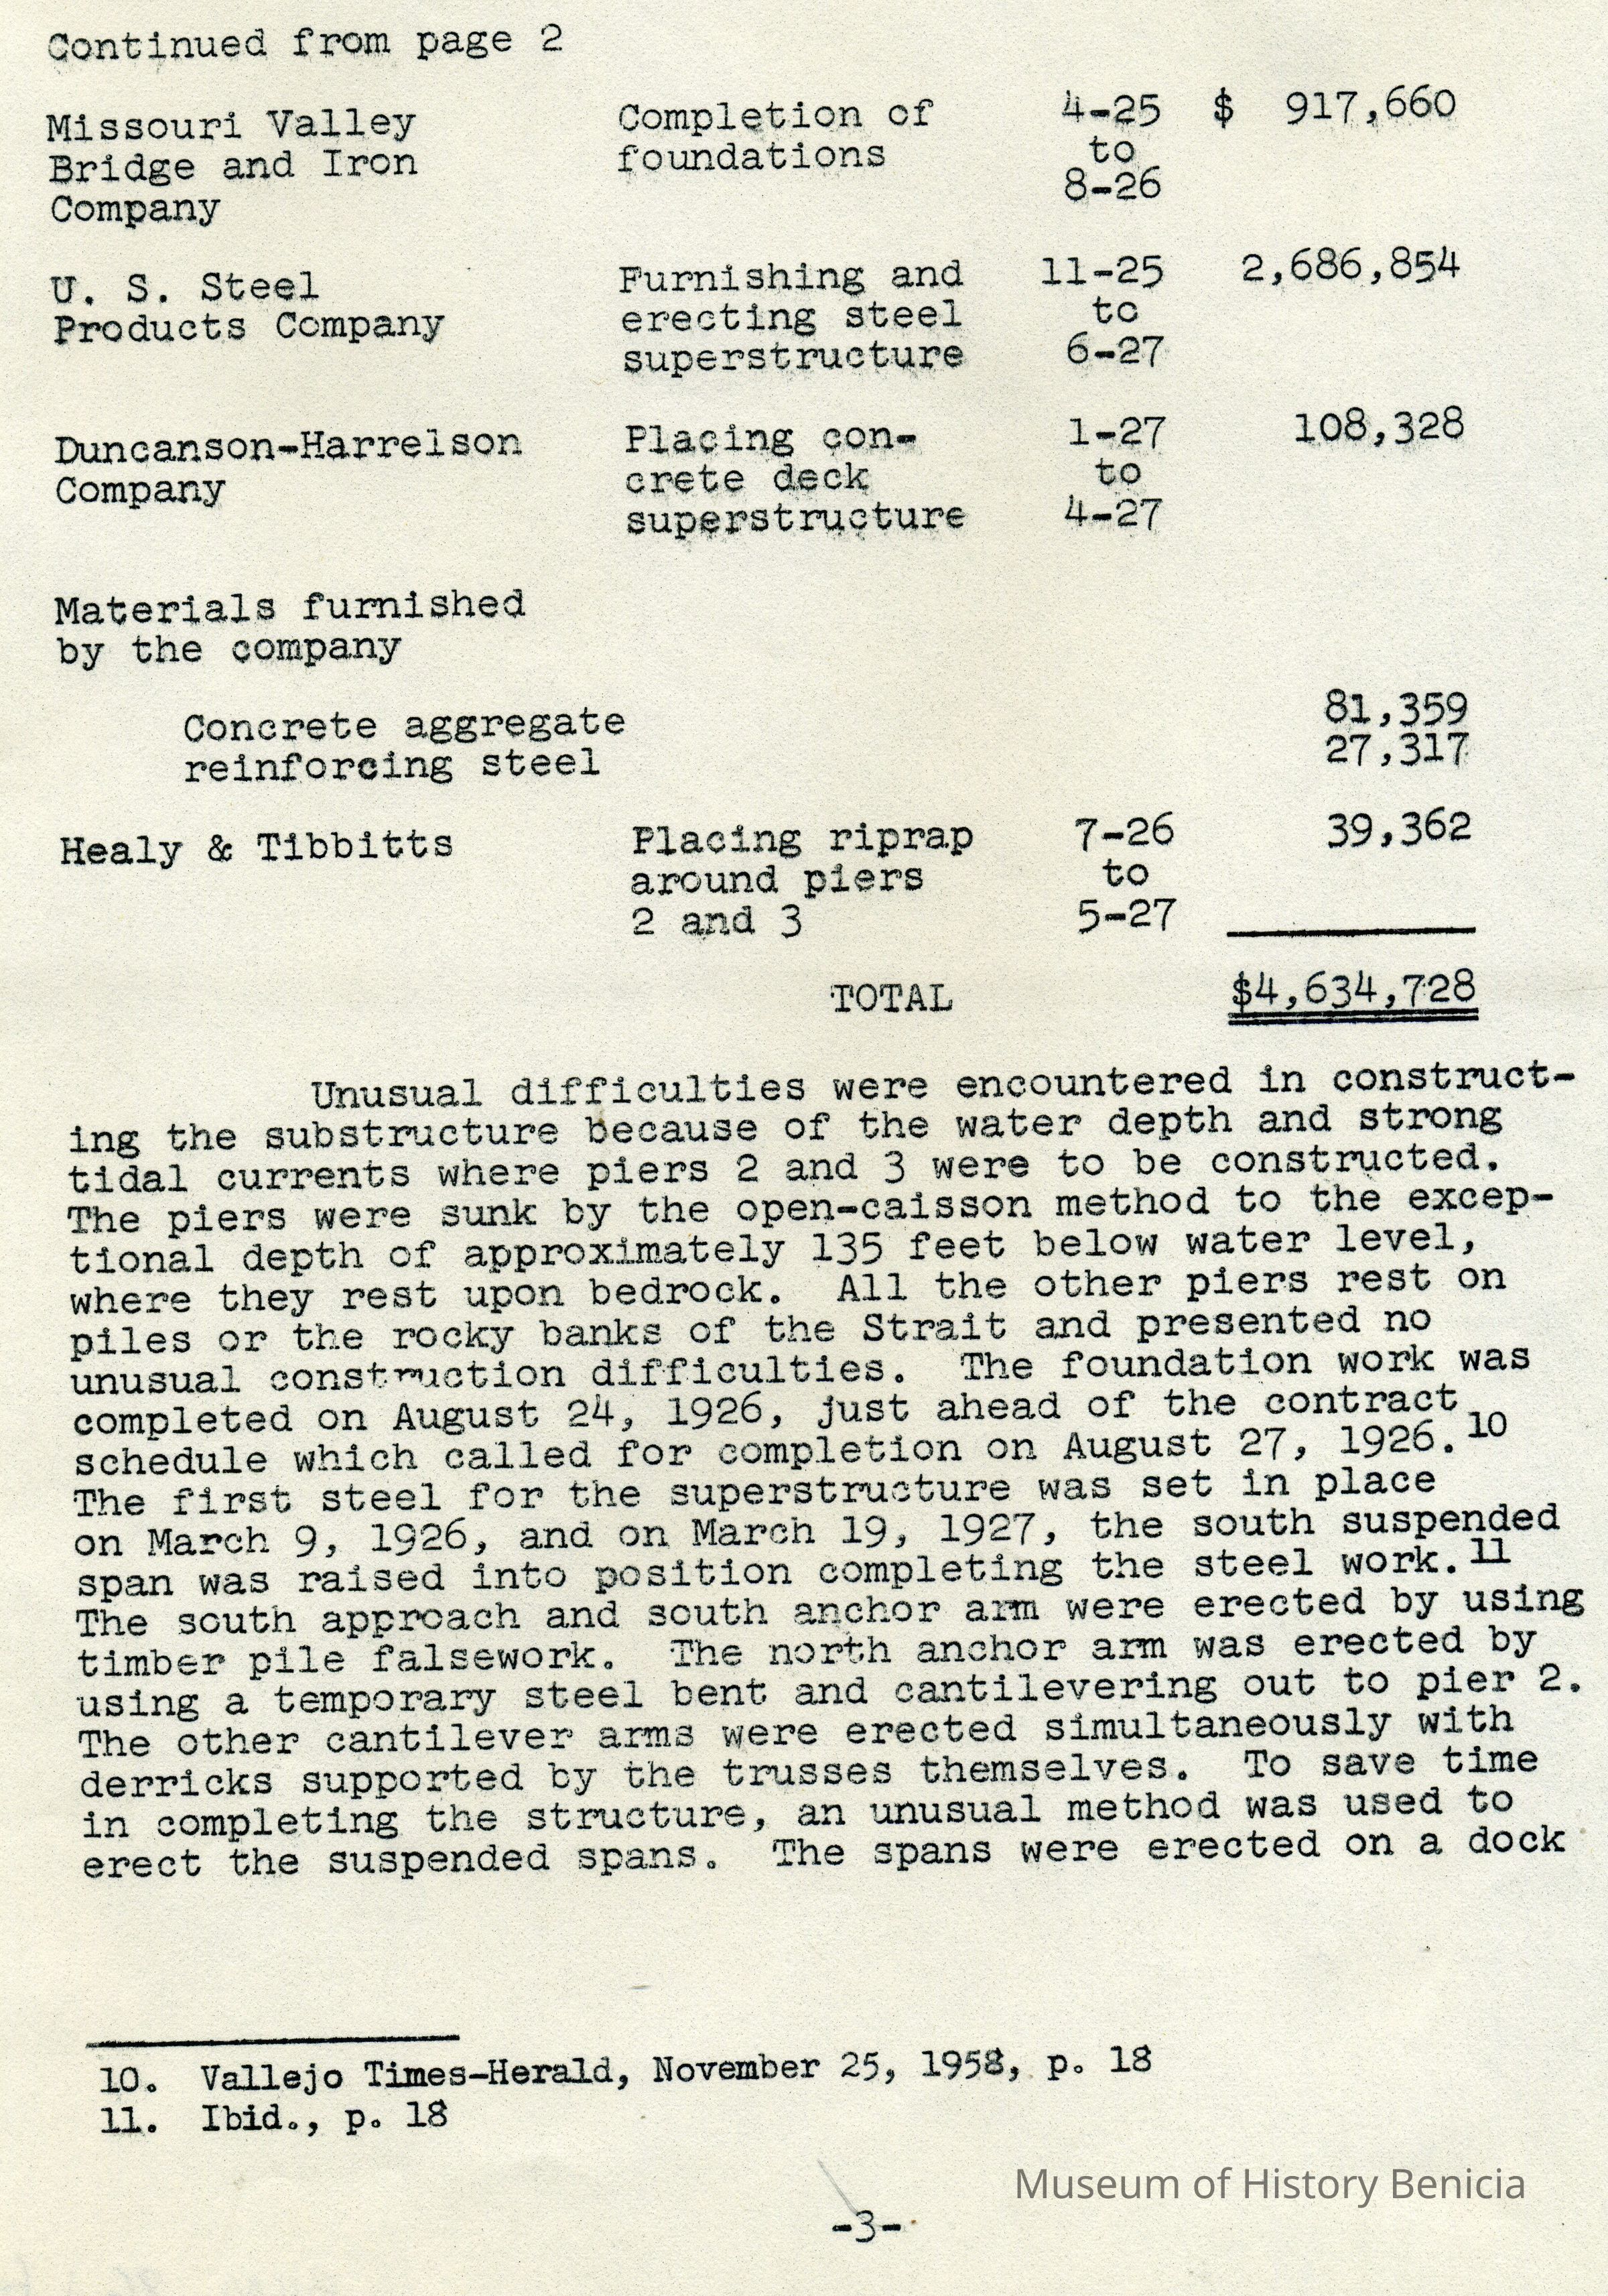 Continued from page 2
Missouri Valley Completion of 4-25 $ 917,660
Bridge and Iron foundations to
Company 8-26
U. S. Steel Furnishing and 11-25 2,686,854
Products Company erecting steel to
superstructure 6-27
Duncanson-Harrelson Placing con- 1-27 108,328
Company crete deck to
superstructure 4-27
Materials furnished
by the company
Concrete aggregate 81,359
reinforcing steel 27,317
Healy & Tibbitts Placing riprap 7-26 39,362
around piers to
2 and 3 5-27
TOTAL $4,634,728
Unusual difficulties were encountered in construct-
ing the substructure because of the water depth and strong
tidal currents where piers 2 and 3 were to be constructed.
The piers were sunk by the open-caisson method to the excep-
tional depth of approximately 135 feet below water level,
where they rest upon bedrock. All the other piers rest on
piles or the rocky banks of the Strait and presented no
unusual construction difficulties. The foundation work was
completed on August 24, 1926, just ahead of the contract
schedule which called for completion on August 27, 1926.10
The first steel for the superstructure was set in place
on March 9, 1926, and on March 19, 1927, the south suspended
span was raised into position completing the steel work.11
The south approach and south anchor arm were erected by using
timber pile falsework. The north anchor arm was erected by
using a temporary steel bent and cantilevering out to pier 2.
The other cantilever arms were erected simultaneously with
derricks supported by the trusses themselves. To save time
in completing the structure, an unusual method was used to
erect the suspended spans. The spans were erected on a dock
10. Vallejo Times-Herald, November 25, 1958, p. 18
11. Ibid., p. 18
Museum of History Benicia
-3-